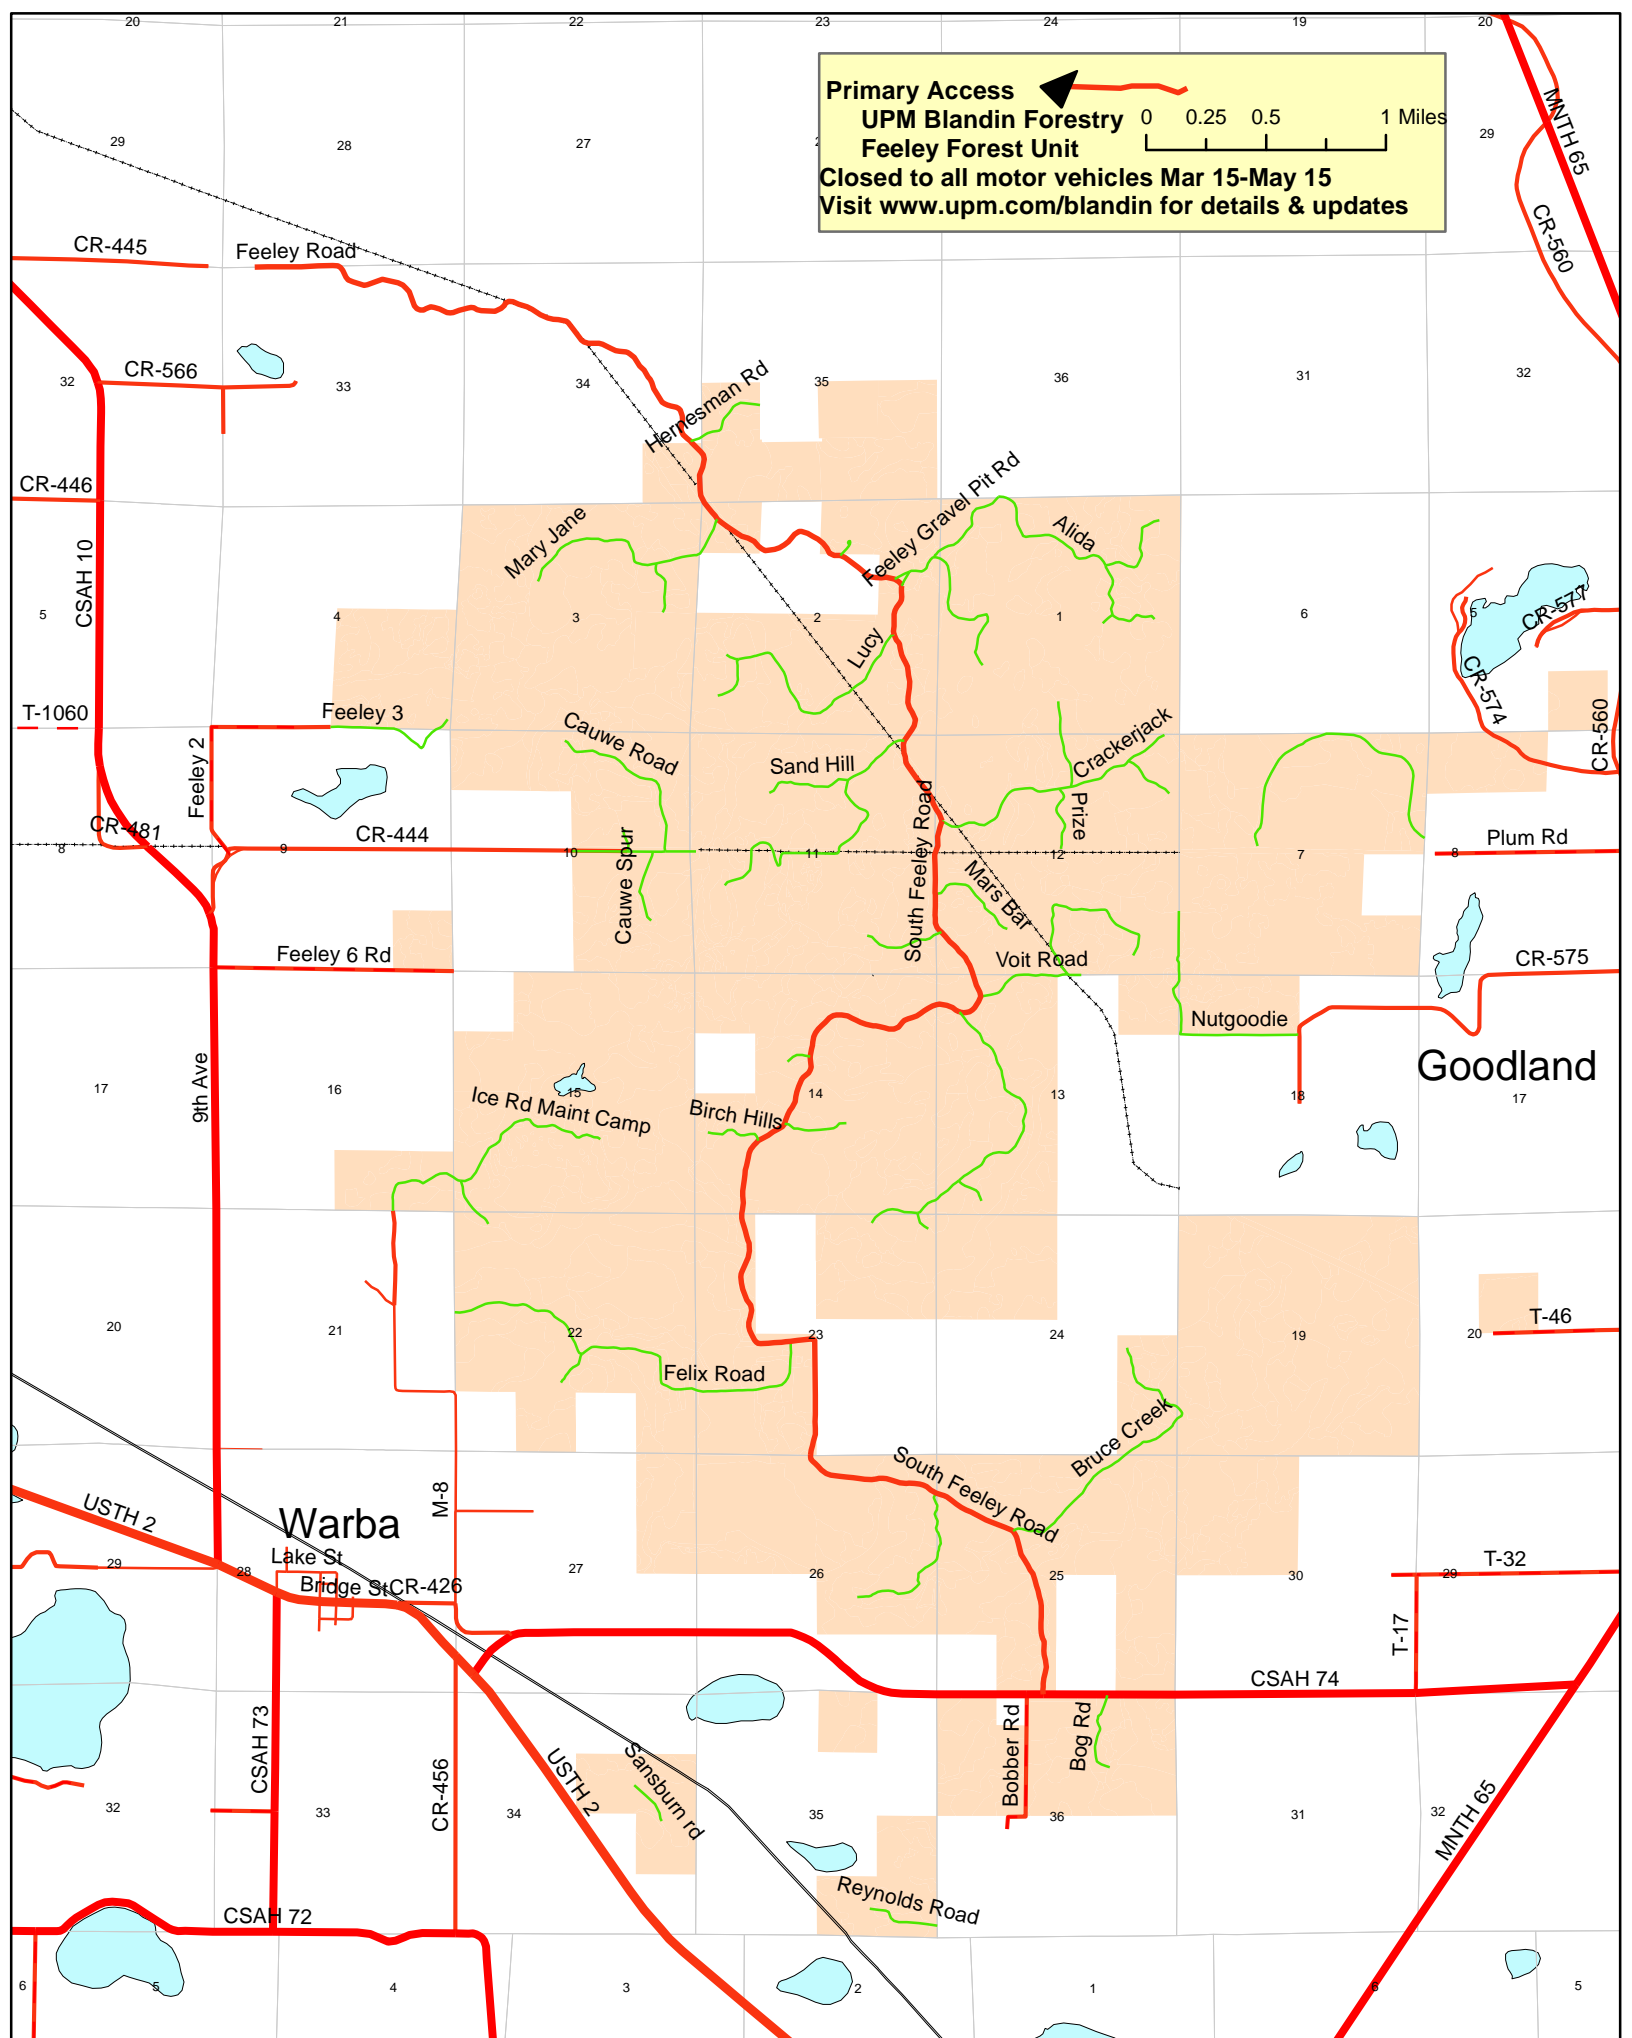 20
21
22
23
24
19
20
Primary Access
UPM Blandin Forestry
Feeley Forest Unit
0 0.25 0.5 1 Miles
Closed to all motor vehicles Mar 15-May 15
Visit www.upm.com/blandin for details & updates
29
28
27
29
MNTH 65
CR-560
CR-445
Feeley Road
32
CR-566
33
34
Hernesman Rd
35
36
31
32
CR-446
CSAH 10
Mary Jane
Feeley Gravel Pit Rd
Alida
5
4
3
2
1
6
5
CR-577
Lucy
CR-574
T-1060
Feeley 3
Feeley 2
Cauwe Road
Sand Hill
Crackerjack
Prize
CR-560
CR-481
8
9
CR-444
10
Cauwe Spur
11
South Feeley Road
12
7
8
Plum Rd
Mars Bar
Feeley 6 Rd
Voit Road
CR-575
Nutgoodie
Goodland
9th Ave
17
16
15
Ice Rd Maint Camp
Birch Hills
14
13
18
17
20
21
22
23
24
19
20
T-46
Felix Road
Bruce Creek
South Feeley Road
USTH 2
Warba
M-8
Lake St
29
28
Bridge St
CR-426
27
26
25
30
29
T-32
T-17
CSAH 74
CSAH 73
CR-456
USTH 2
Sansburn rd
Bobber Rd
Bog Rd
32
33
34
35
36
31
32
MNTH 65
Reynolds Road
CSAH 72
6
5
4
3
2
1
6
5